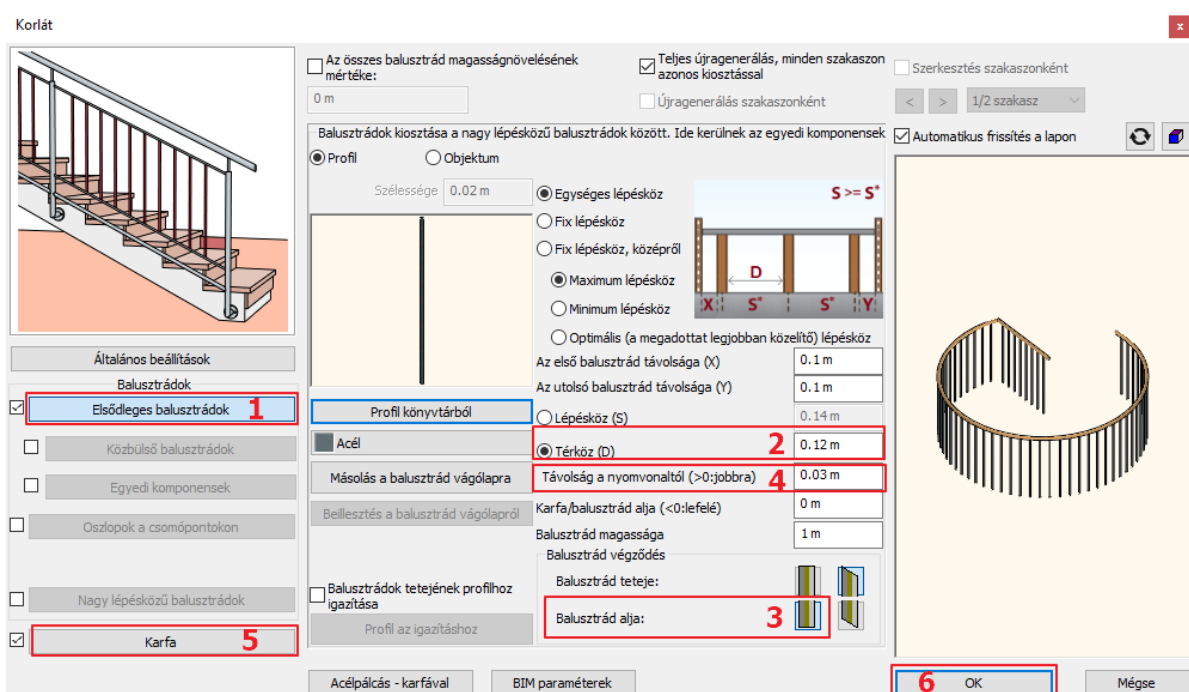 Korlát
x
Az összes balusztrád magasságnövelésének
mértéke:
0 m
Teljes újragenerálás, minden szakaszon
azonos kiosztással
Újragenerálás szakaszonként
Szerkesztés szakaszonként
< > 1/2 szakasz
Automatikus frissítés a lapon
Általános beállítások
Balusztrádok
Elsődleges balusztrádok 1
Közbülső balusztrádok
Egyedi komponensek
Oszlopok a csomópontokon
Nagy lépésközű balusztrádok
Karfa 5
Balusztrádok kiosztása a nagy lépésközű balusztrádok között. Ide kerülnek az egyedi komponensek
Profil Objektum
Szélessége 0.02 m
Profil könyvtárból
Acél
Másolás a balusztrád vágólapra
Beillesztés a balusztrád vágólapról
Balusztrádok tetejének profilhoz
igazítása
Profil az igazításhoz
Egységes lépésköz
Fix lépésköz
Fix lépésköz, középről
Maximum lépésköz
Minimum lépésköz
Optimális (a megadottat legjobban közelítő) lépésköz
S >= S*
D
X S* S* Y
Az első balusztrád távolsága (X) 0.1 m
Az utolsó balusztrád távolsága (Y) 0.1 m
Lépésköz (S) 0.14 m
Térköz (D) 2 0.12 m
Távolság a nyomvonaltól (>0:jobbra) 4 0.03 m
Karfa/balusztrád alja (<0:lefelé) 0 m
Balusztrád magassága 1 m
Balusztrád végződés
Balusztrád teteje:
Balusztrád alja: 3
Acélpálcás - karfával BIM paraméterek
6 OK Mégse